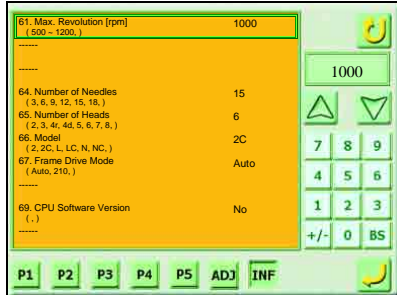 61. Max. Revolution [rpm] 1000
( 500 ~ 1200, )
------
------
1000
64. Number of Needles 15
( 3, 6, 9, 12, 15, 18, )
65. Number of Heads 6
( 2, 3, 4r, 4d, 5, 6, 7, 8, )
66. Model 2C
( 2, 2C, L, LC, N, NC, )
67. Frame Drive Mode Auto
( Auto, 210, )
------
69. CPU Software Version No
( , )
------
7 8 9
4 5 6
1 2 3
+/- 0 BS
P1 P2 P3 P4 P5 ADJ INF